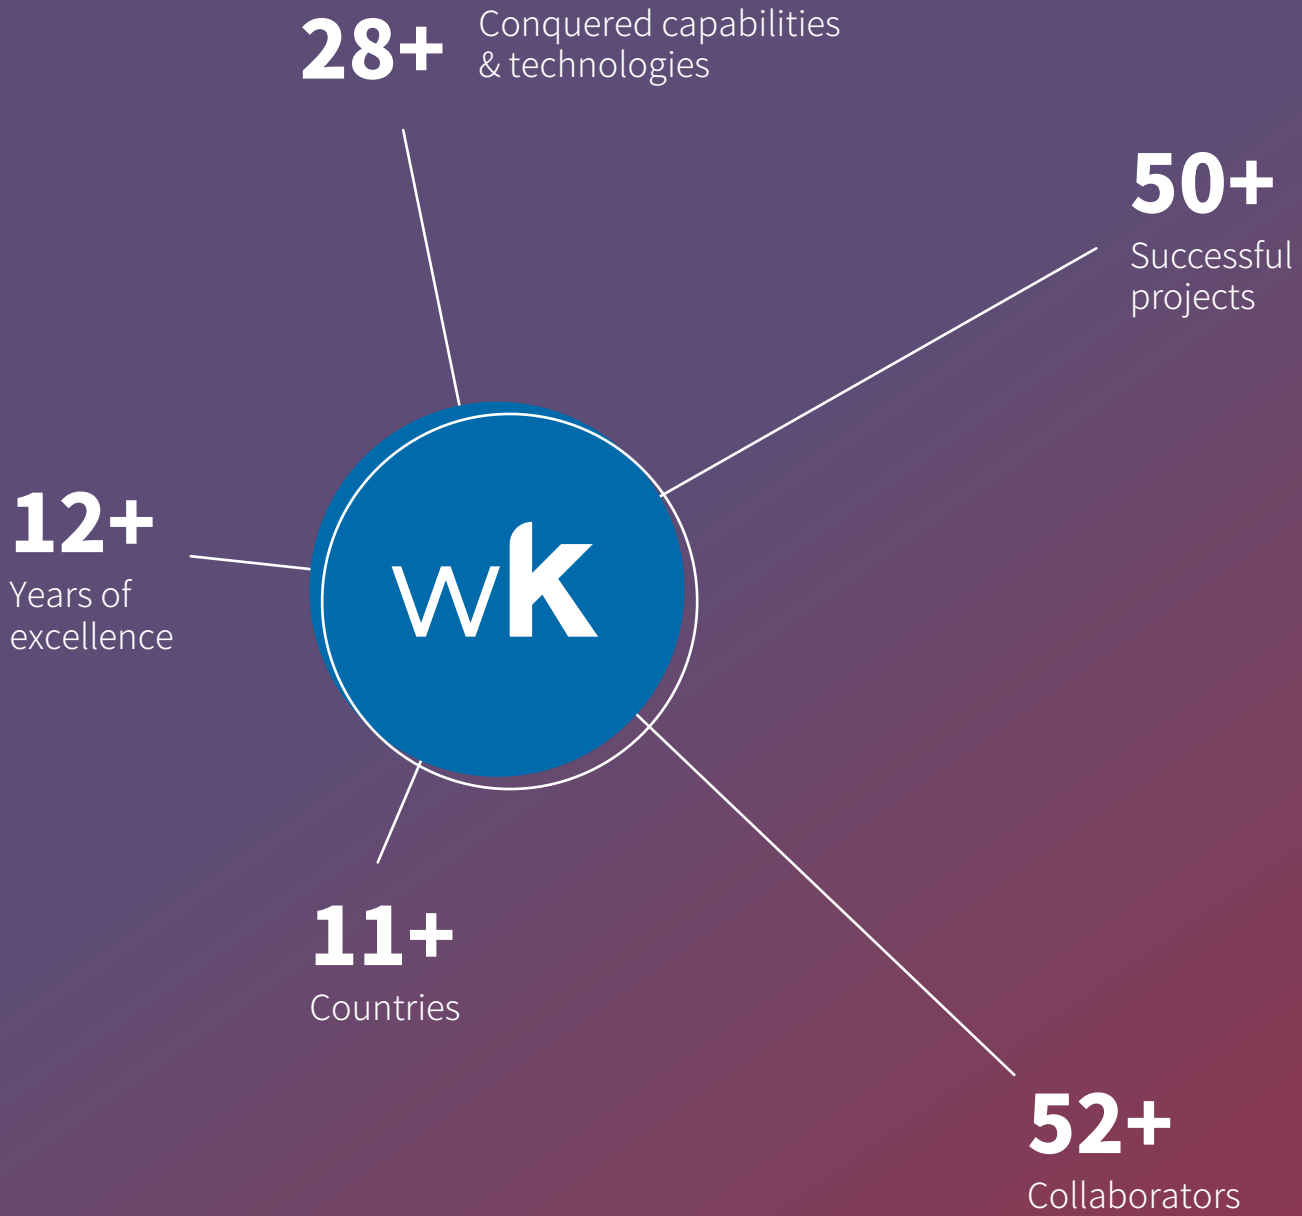 28+
Conquered capabilities
& technologies
50+
Successful
projects
12+
Years of
excellence
wk
11+
Countries
52+
Collaborators